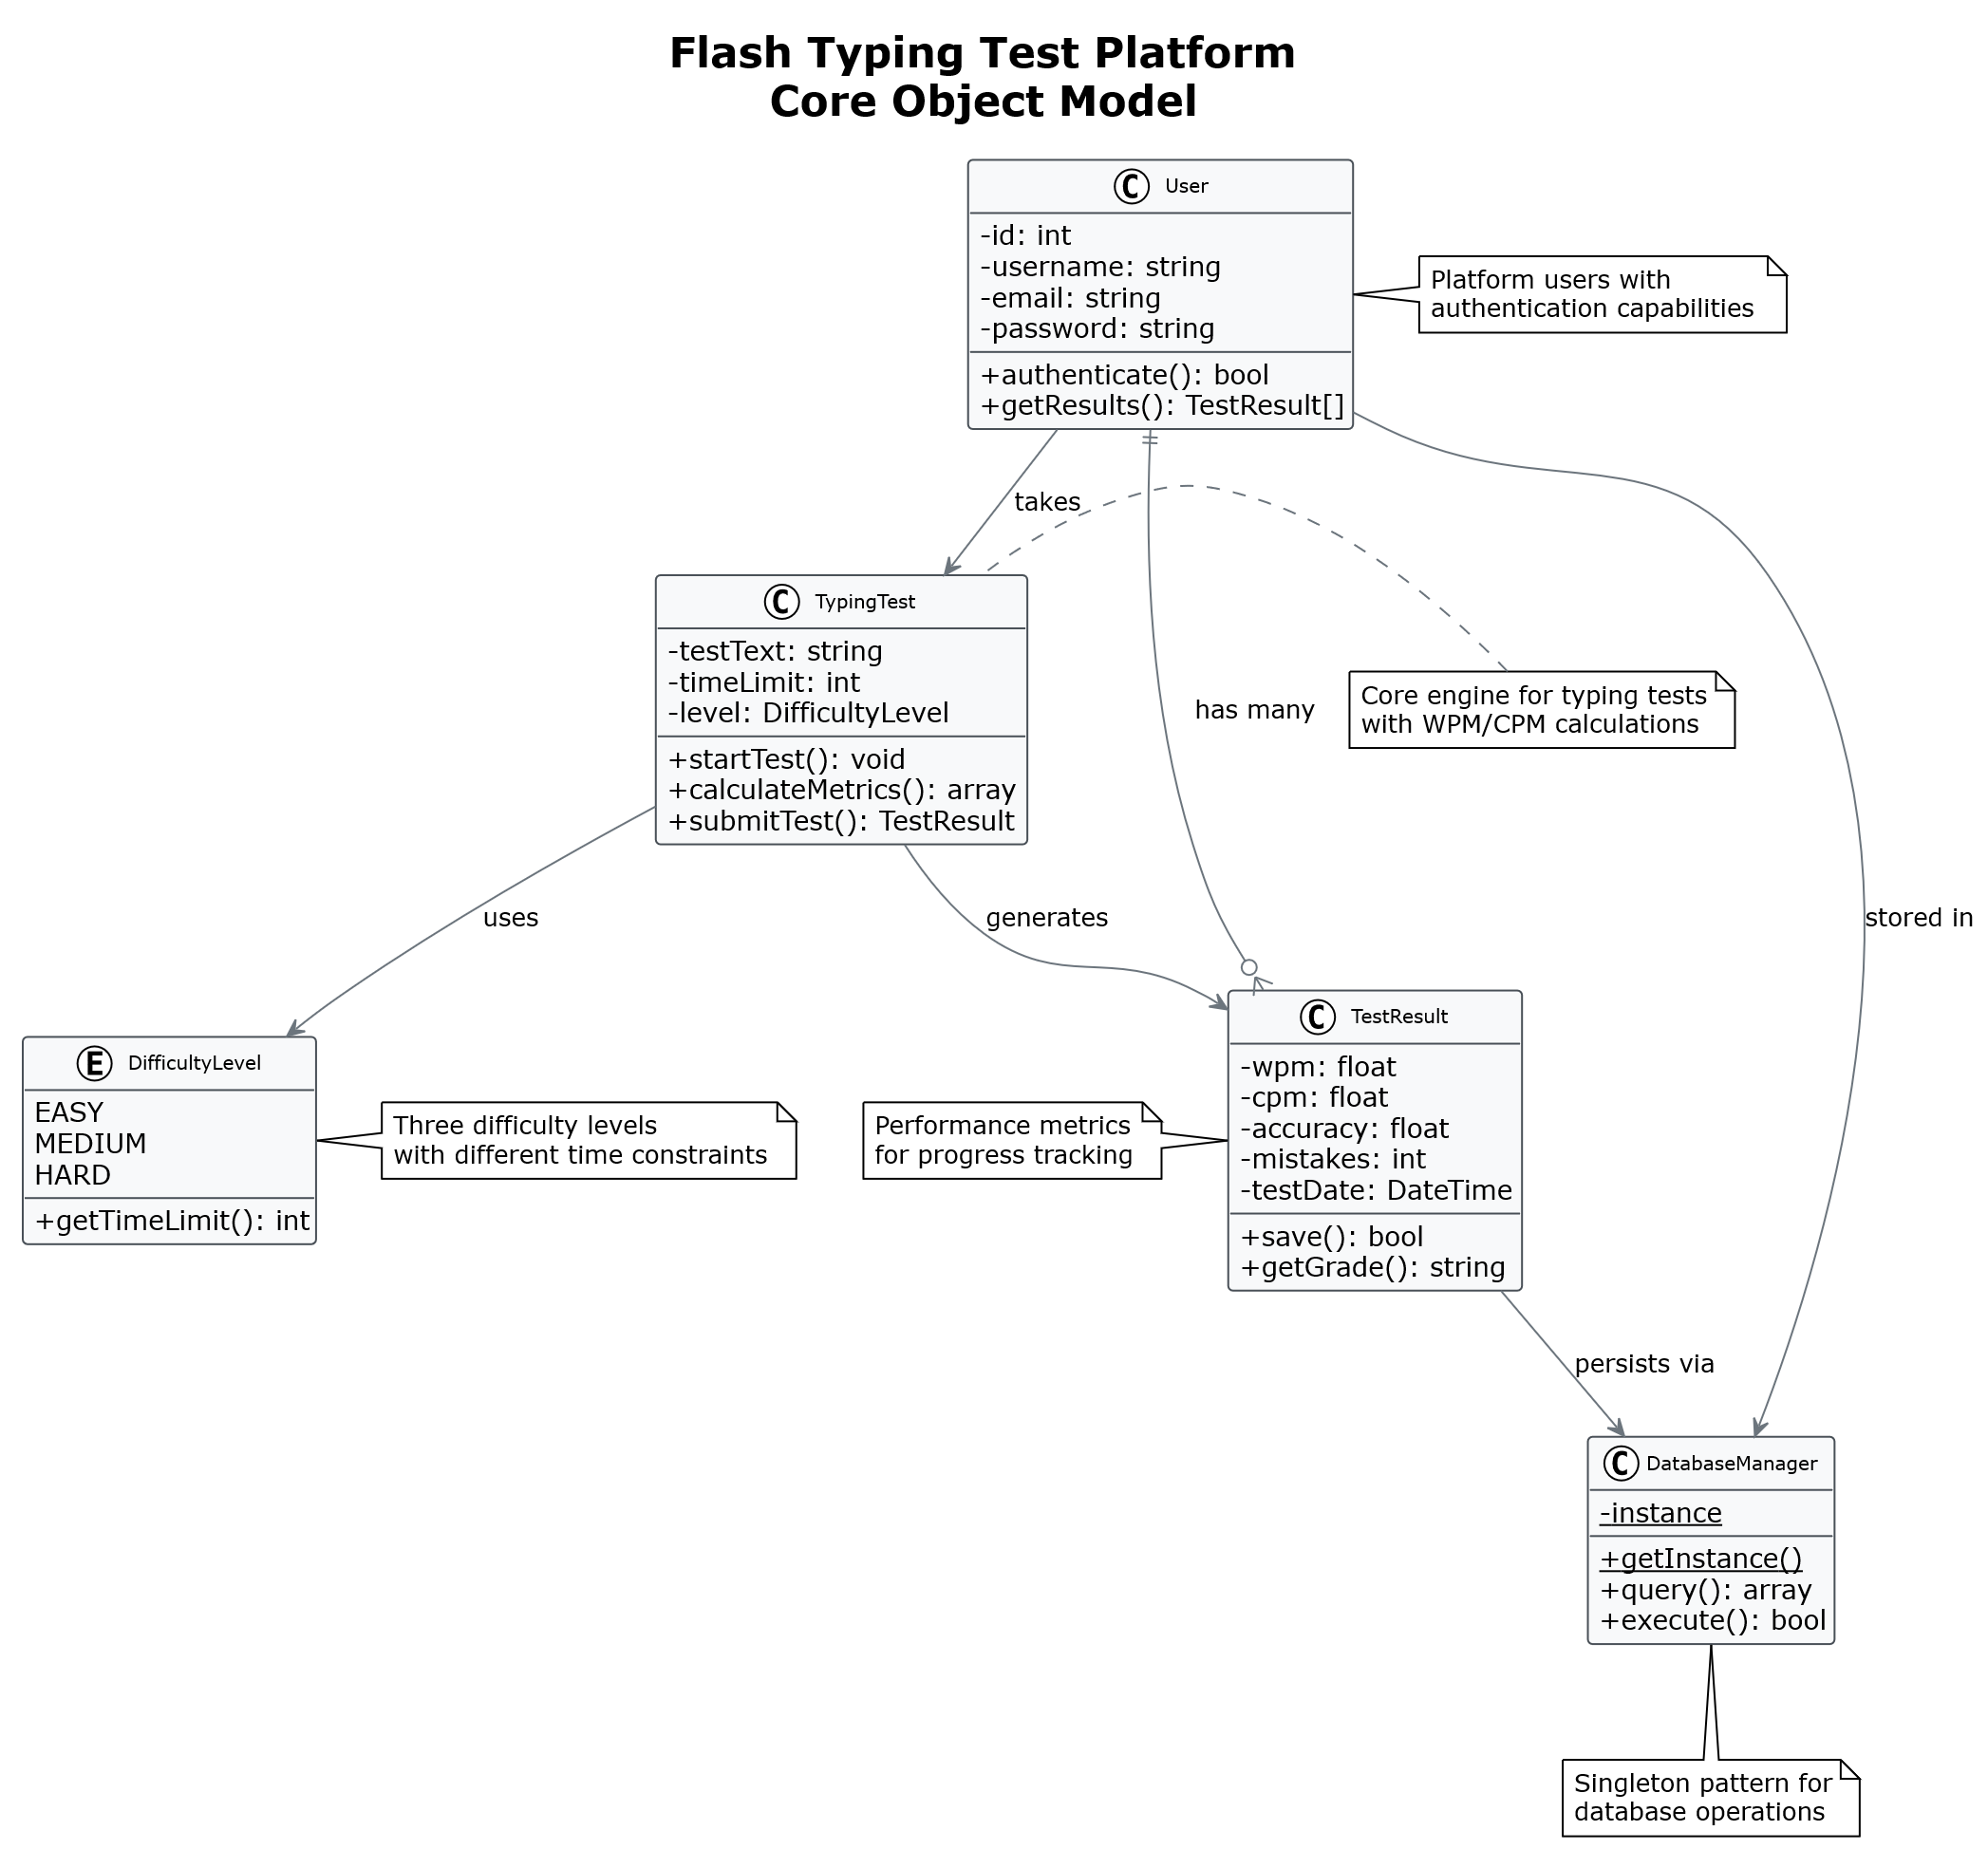 Flash Typing Test Platform
Core Object Model
C User
-id: int
-username: string
-email: string
-password: string
+authenticate(): bool
+getResults(): TestResult[]
Platform users with
authentication capabilities
takes
C TypingTest
-testText: string
-timeLimit: int
-level: DifficultyLevel
+startTest(): void
+calculateMetrics(): array
+submitTest(): TestResult
has many
Core engine for typing tests
with WPM/CPM calculations
uses
generates
stored in
E DifficultyLevel
EASY
MEDIUM
HARD
+getTimeLimit(): int
Three difficulty levels
with different time constraints
Performance metrics
for progress tracking
C TestResult
-wpm: float
-cpm: float
-accuracy: float
-mistakes: int
-testDate: DateTime
+save(): bool
+getGrade(): string
persists via
C DatabaseManager
-instance
+getInstance()
+query(): array
+execute(): bool
Singleton pattern for
database operations